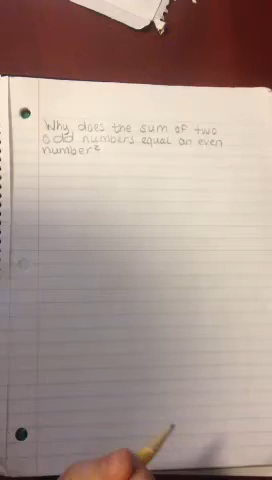 Why does the sum of two
odd numbers equal an even
number?